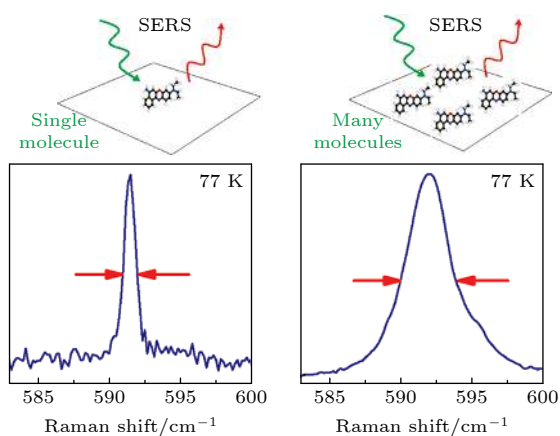 SERS
Single
molecule
77 K
585 590 595 600
Raman shift/cm⁻¹
SERS
Many
molecules
77 K
585 590 595 600
Raman shift/cm⁻¹